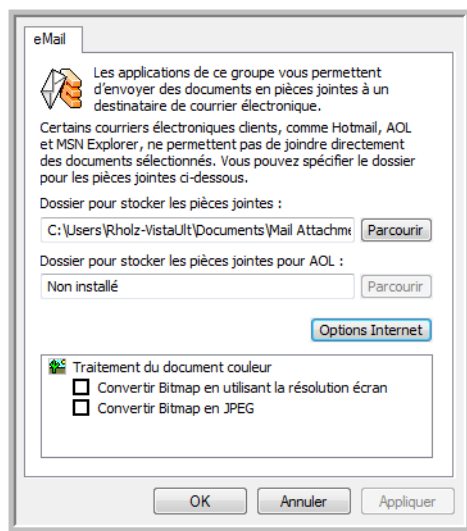 eMail
Les applications de ce groupe vous permettent
d'envoyer des documents en pièces jointes à un
destinataire de courrier électronique.
Certains courriers électroniques clients, comme Hotmail, AOL
et MSN Explorer, ne permettent pas de joindre directement
des documents sélectionnés. Vous pouvez spécifier le dossier
pour les pièces jointes ci-dessous.
Dossier pour stocker les pièces jointes :
C:\Users\Rholz-VistaUlt\Documents\Mail Attachme Parcourir
Dossier pour stocker les pièces jointes pour AOL :
Non installé Parcourir
Options Internet
Traitement du document couleur
Convertir Bitmap en utilisant la résolution écran
Convertir Bitmap en JPEG
OK Annuler Appliquer